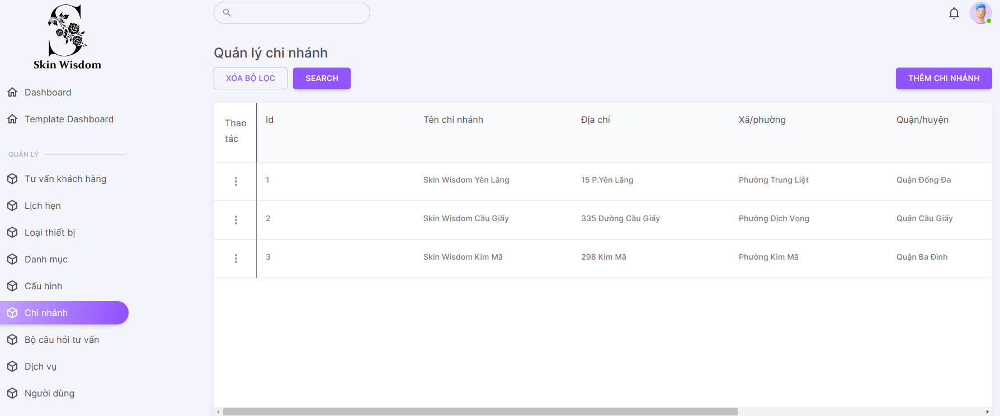 Skin Wisdom
Dashboard
Template Dashboard
QUẢN LÝ
Tư vấn khách hàng
Lịch hẹn
Loại thiết bị
Danh mục
Cấu hình
Chi nhánh
Bộ câu hỏi tư vấn
Dịch vụ
Người dùng
Quản lý chi nhánh
XÓA BỘ LỌC SEARCH THÊM CHI NHÁNH
Thao tác Id Tên chi nhánh Địa chỉ Xã/phường Quận/huyện
1 Skin Wisdom Yên Lãng 15 P.Yên Lãng Phường Trung Liệt Quận Đống Đa
2 Skin Wisdom Cầu Giấy 335 Đường Cầu Giấy Phường Dịch Vọng Quận Cầu Giấy
3 Skin Wisdom Kim Mã 298 Kim Mã Phường Kim Mã Quận Ba Đình